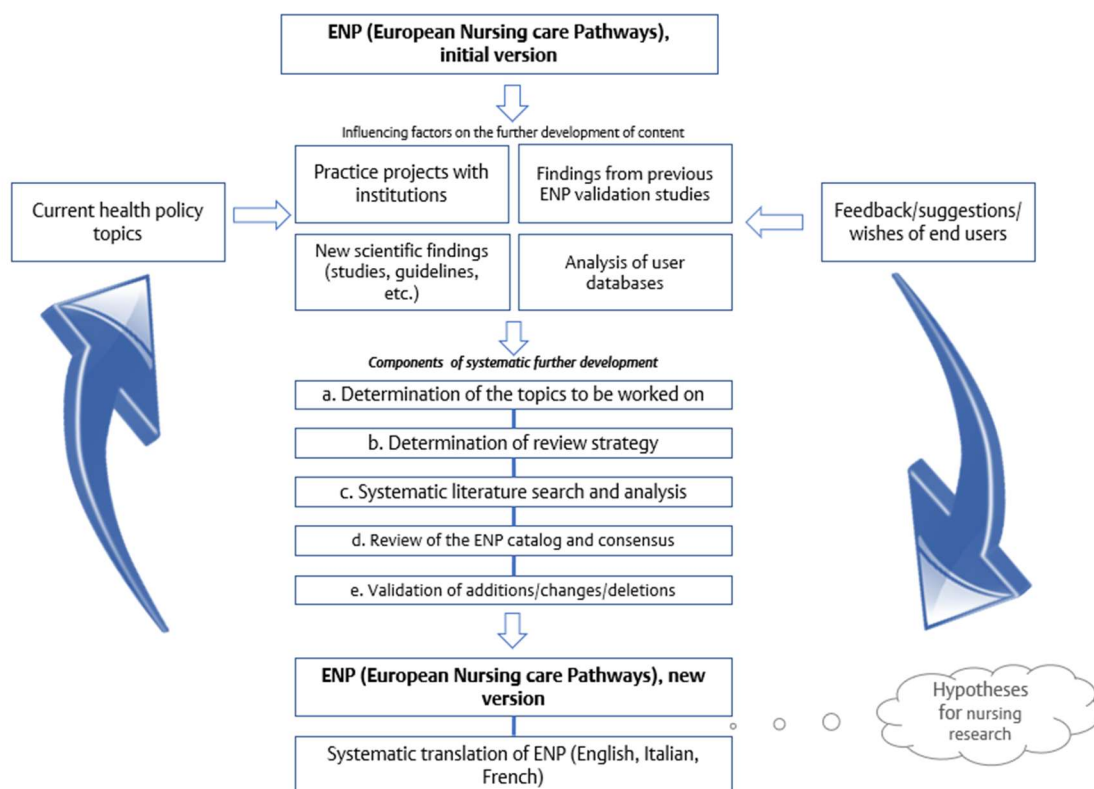 ENP (European Nursing care Pathways),
initial version
Influencing factors on the further development of content
Practice projects with
institutions
Findings from previous
ENP validation studies
Current health policy
topics
Feedback/suggestions/
wishes of end users
New scientific findings
(studies, guidelines,
etc.)
Analysis of user
databases
Components of systematic further development
a. Determination of the topics to be worked on
b. Determination of review strategy
c. Systematic literature search and analysis
d. Review of the ENP catalog and consensus
e. Validation of additions/changes/deletions
ENP (European Nursing care Pathways), new
version
Hypotheses
for nursing
research
Systematic translation of ENP (English, Italian,
French)